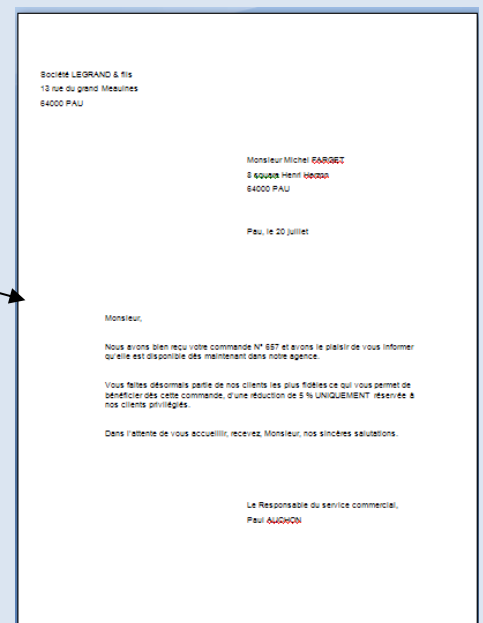 Société LEGRAND & fils
13 rue du grand Meaulnes
64000 PAU
Monsieur Michel FARGET
8 square Henri
64000 PAU
Pau, le 20 juillet
Monsieur,
Nous avons bien reçu votre commande N° 657 et avons le plaisir de vous informer
qu'elle est disponible dès maintenant dans notre agence.
Vous faites désormais partie de nos clients les plus fidèles ce qui vous permet de
bénéficier dès cette commande, d'une réduction de 5 % UNIQUEMENT réservée à
nos clients privilégiés.
Dans l'attente de vous accueillir, recevez, Monsieur, nos sincères salutations.
Le Responsable du service commercial,
Paul AUCHON